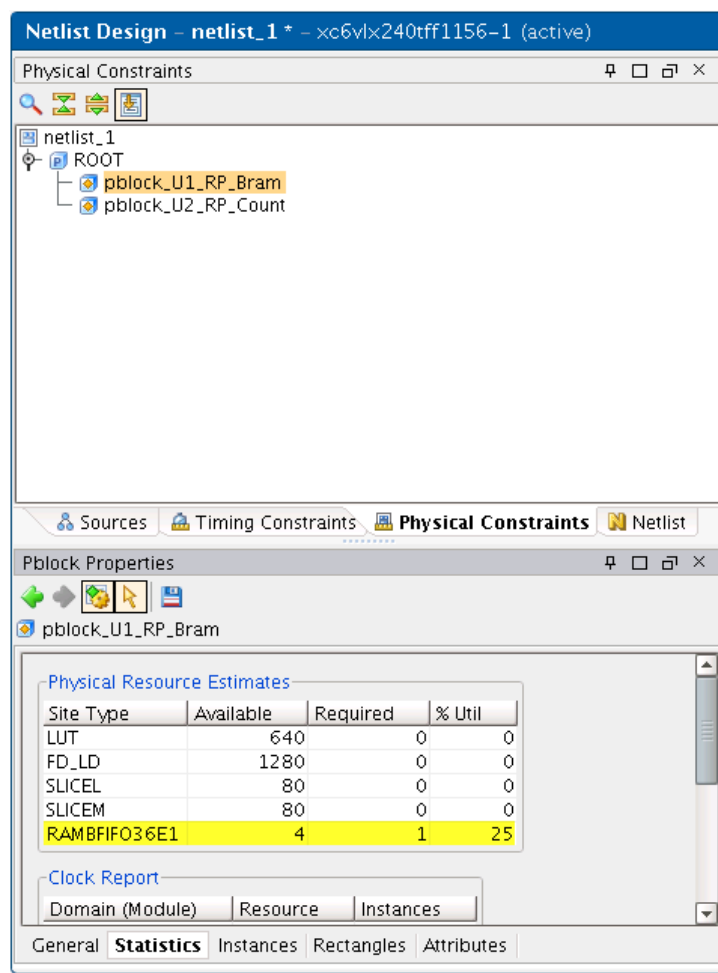 Netlist Design - netlist_1 * - xc6vlx240tff1156-1 (active)
Physical Constraints
netlist_1
ROOT
pblock_U1_RP_Bram
pblock_U2_RP_Count
Sources Timing Constraints Physical Constraints Netlist
Pblock Properties
pblock_U1_RP_Bram
Physical Resource Estimates
Site Type Available Required % Util
LUT 640 0 0
FD_LD 1280 0 0
SLICEL 80 0 0
SLICEM 80 0 0
RAMBFIFO36E1 4 1 25
Clock Report
Domain (Module) Resource Instances
General Statistics Instances Rectangles Attributes